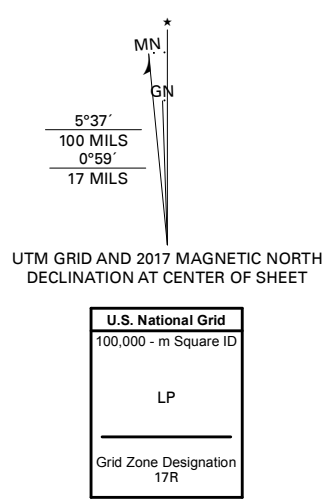 ★
MN
GN
5°37´
100 MILS
0°59´
17 MILS
UTM GRID AND 2017 MAGNETIC NORTH
DECLINATION AT CENTER OF SHEET
U.S. National Grid
100,000 - m Square ID
LP
Grid Zone Designation
17R